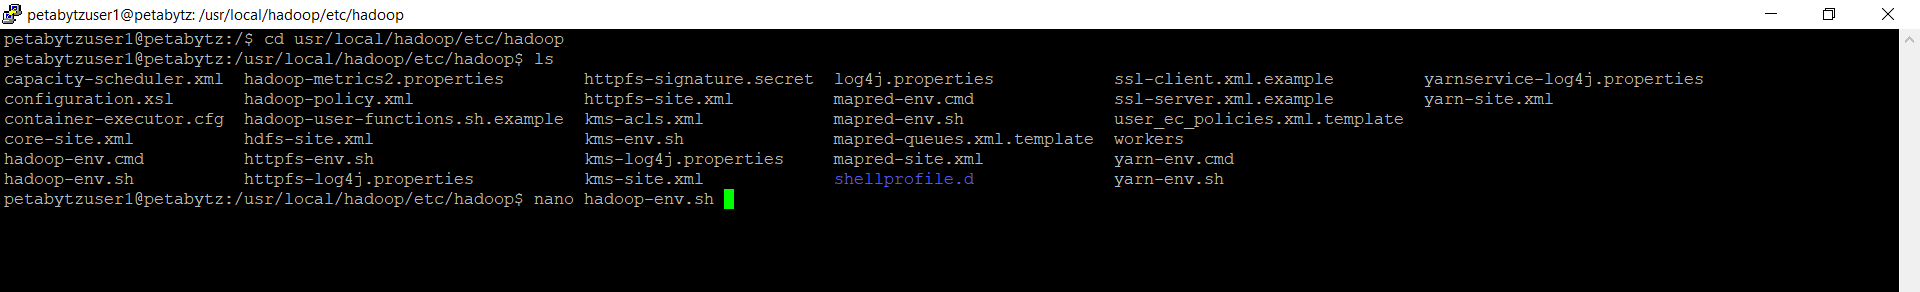 petabytzuser1@petabytz: /usr/local/hadoop/etc/hadoop
petabytzuser1@petabytz:/$ cd usr/local/hadoop/etc/hadoop
petabytzuser1@petabytz:/usr/local/hadoop/etc/hadoop$ ls
capacity-scheduler.xml  hadoop-metrics2.properties        httpfs-signature.secret  log4j.properties            ssl-client.xml.example         yarnservice-log4j.properties
configuration.xsl       hadoop-policy.xml                 httpfs-site.xml          mapred-env.cmd              ssl-server.xml.example         yarn-site.xml
container-executor.cfg  hadoop-user-functions.sh.example  kms-acls.xml             mapred-env.sh               user_ec_policies.xml.template
core-site.xml           hdfs-site.xml                     kms-env.sh               mapred-queues.xml.template  workers
hadoop-env.cmd          httpfs-env.sh                     kms-log4j.properties     mapred-site.xml             yarn-env.cmd
hadoop-env.sh           httpfs-log4j.properties           kms-site.xml             shellprofile.d              yarn-env.sh
petabytzuser1@petabytz:/usr/local/hadoop/etc/hadoop$ nano hadoop-env.sh